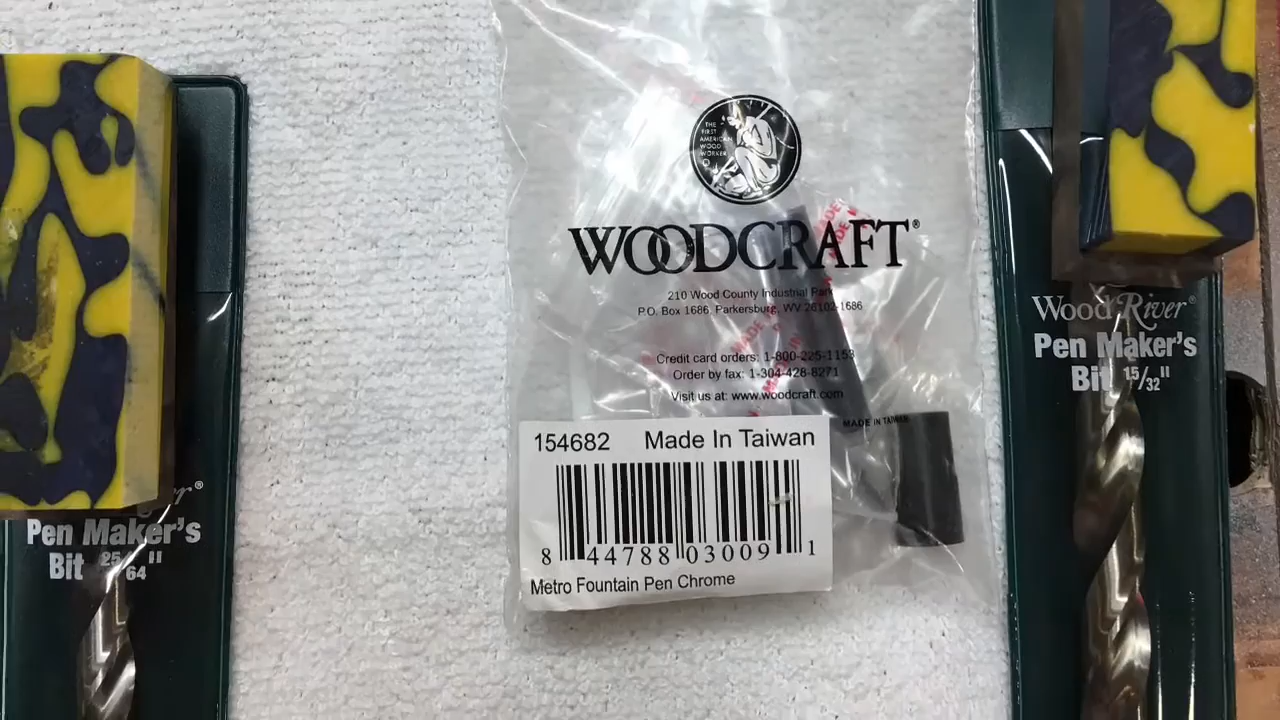 THE
FIRST
AMERICAN
WOOD
WORKER
WOODCRAFT®
210 Wood County Industrial Park
P.O. Box 1686, Parkersburg, WV 26102-1686
Credit card orders: 1-800-225-1153
Order by fax: 1-304-428-8271
Visit us at: www.woodcraft.com
MADE IN TAIWAN
154682 Made In Taiwan
8 44788 03009 1
Metro Fountain Pen Chrome
Pen Maker's
Bit 25/64"
Wood River®
Pen Maker's
Bit 15/32"